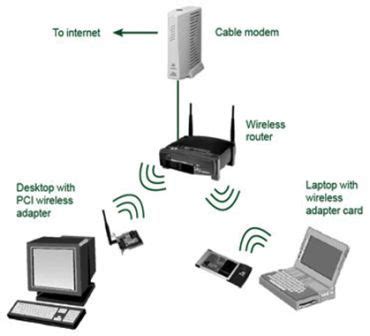 To internet
Cable modem
Wireless
router
Desktop with
PCI wireless
adapter
Laptop with
wireless
adapter card